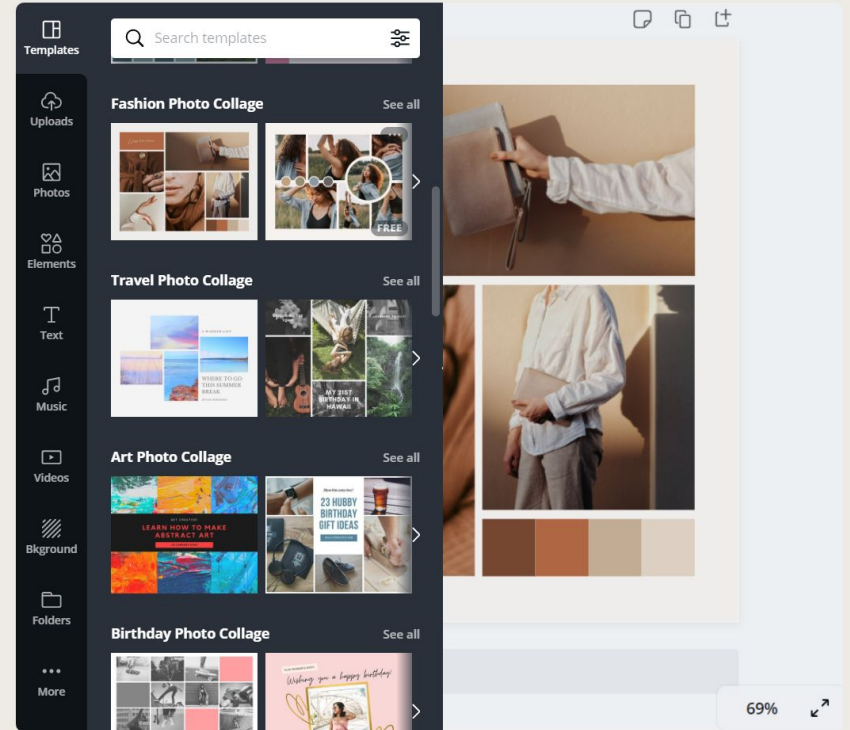 Templates
Uploads
Photos
Elements
Text
Music
Videos
Bkground
Folders
More
Search templates
Fashion Photo Collage
See all
FREE
Travel Photo Collage
See all
WHERE TO GO
THIS SUMMER
BREAK
MY 21ST
BIRTHDAY IN
HAWAII
Art Photo Collage
See all
LEARN HOW TO MAKE
ABSTRACT ART
23 HUBBY
BIRTHDAY
GIFT IDEAS
Birthday Photo Collage
See all
Wishing you a happy birthday!
69%